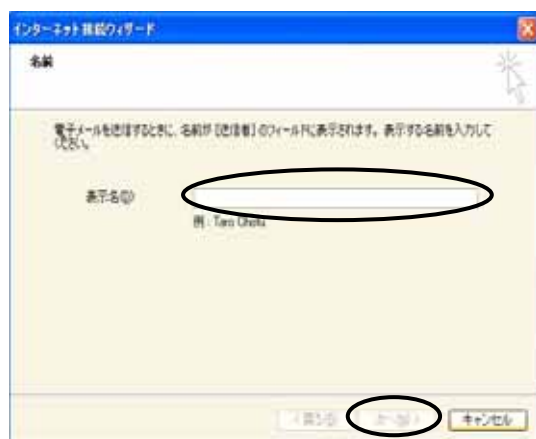 インターネット接続ウィザード
名前
電子メールを送信するときに、名前が [送信者] のフィールドに表示されます。表示する名前を入力して
ください。
表示名(D)
例 : Taro Chofu
< 戻る(B)
次へ(N) >
キャンセル